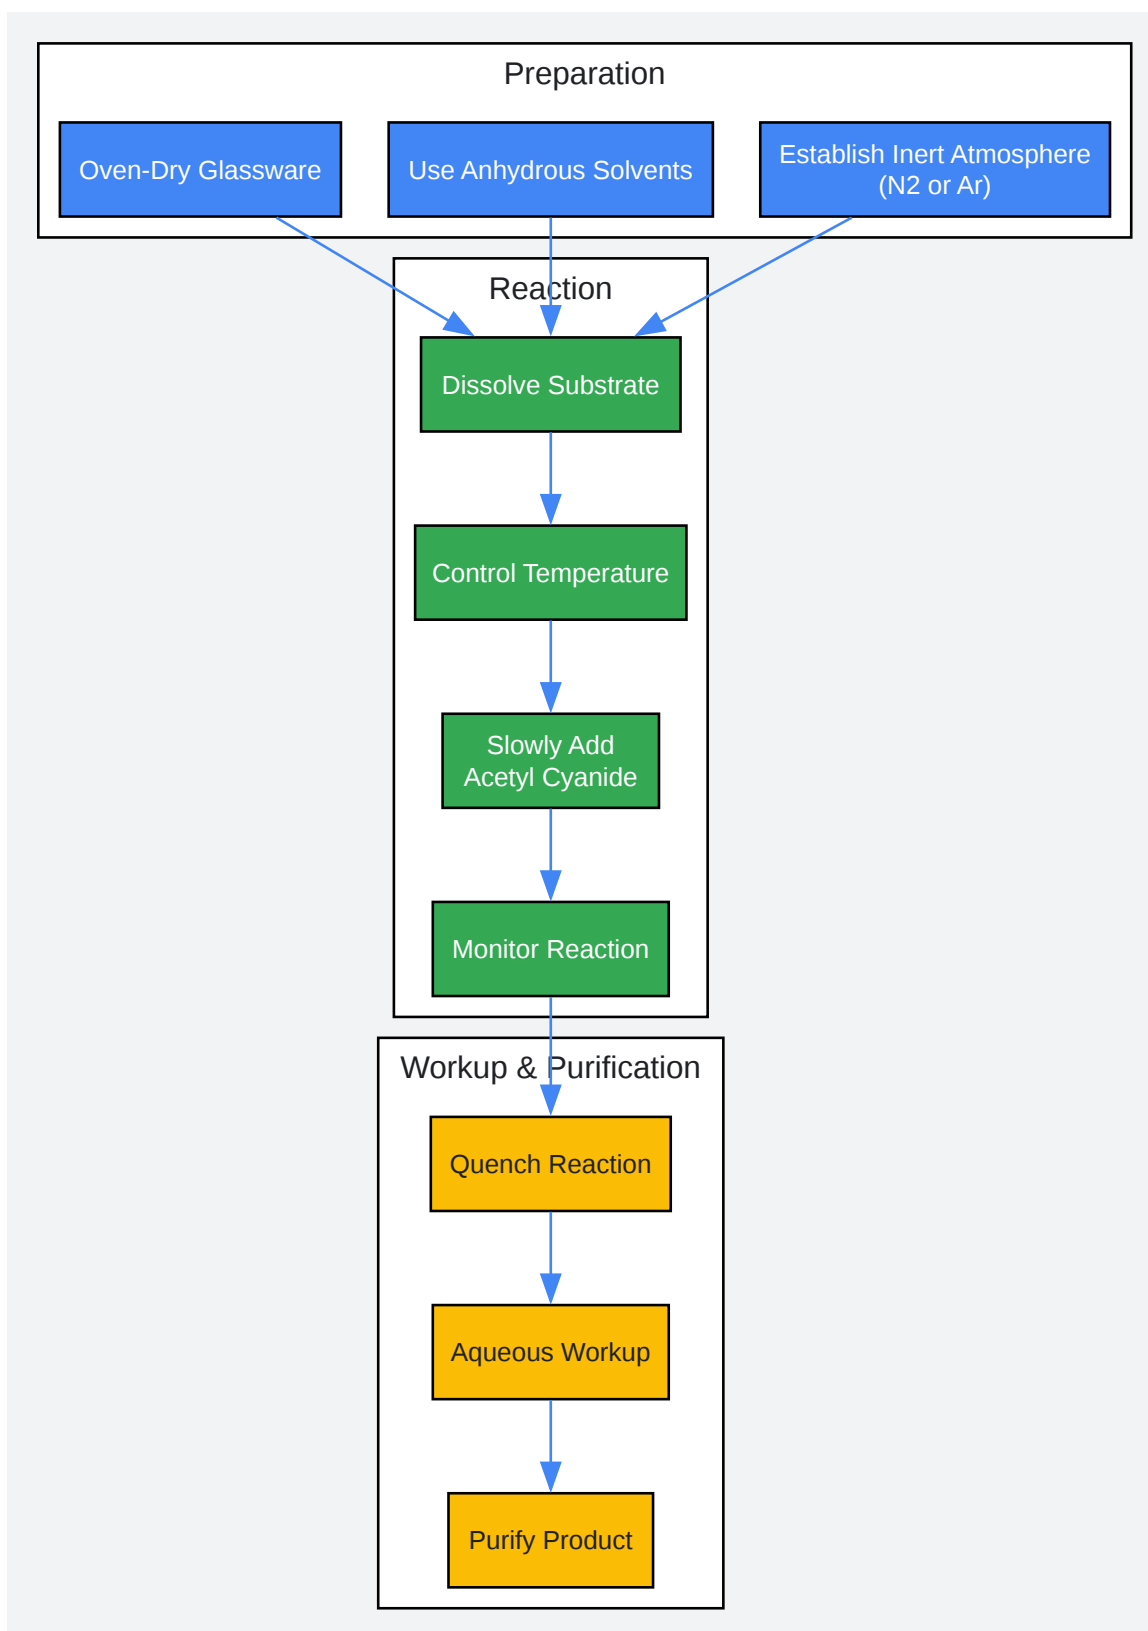 Preparation
Oven-Dry Glassware
Use Anhydrous Solvents
Establish Inert Atmosphere
(N2 or Ar)
Reaction
Dissolve Substrate
Control Temperature
Slowly Add
Acetyl Cyanide
Monitor Reaction
Workup & Purification
Quench Reaction
Aqueous Workup
Purify Product